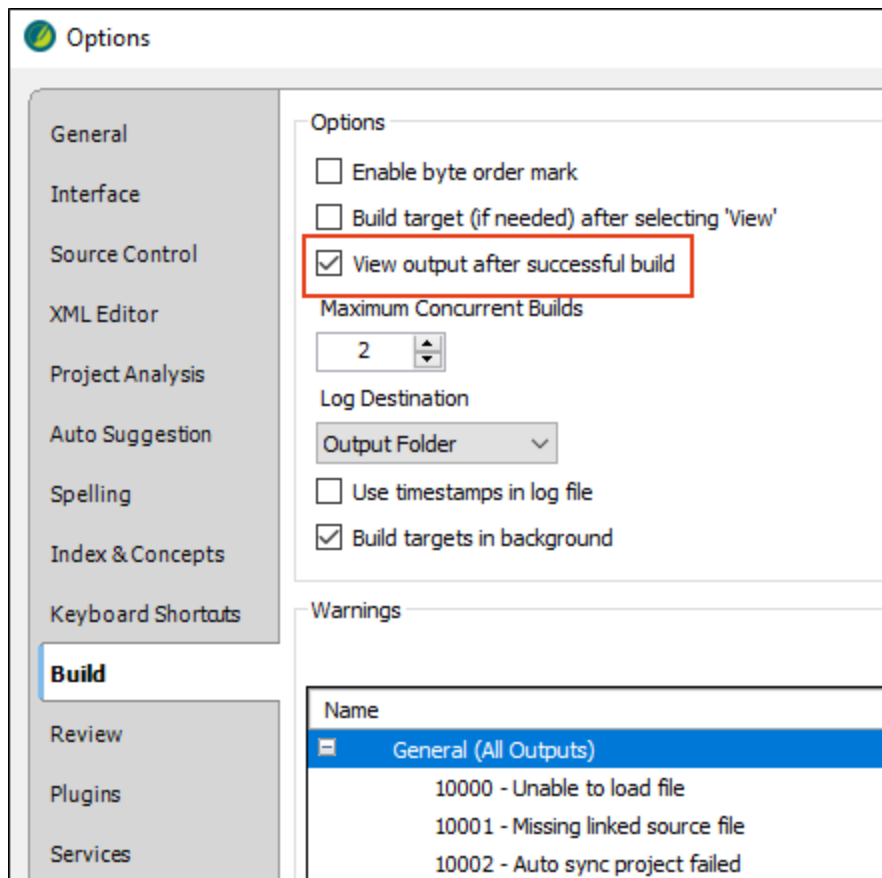 Options
General
Interface
Source Control
XML Editor
Project Analysis
Auto Suggestion
Spelling
Index & Concepts
Keyboard Shortcuts
Build
Review
Plugins
Services
Options
Enable byte order mark
Build target (if needed) after selecting 'View'
View output after successful build
Maximum Concurrent Builds
2
Log Destination
Output Folder
Use timestamps in log file
Build targets in background
Warnings
Name
General (All Outputs)
10000 - Unable to load file
10001 - Missing linked source file
10002 - Auto sync project failed